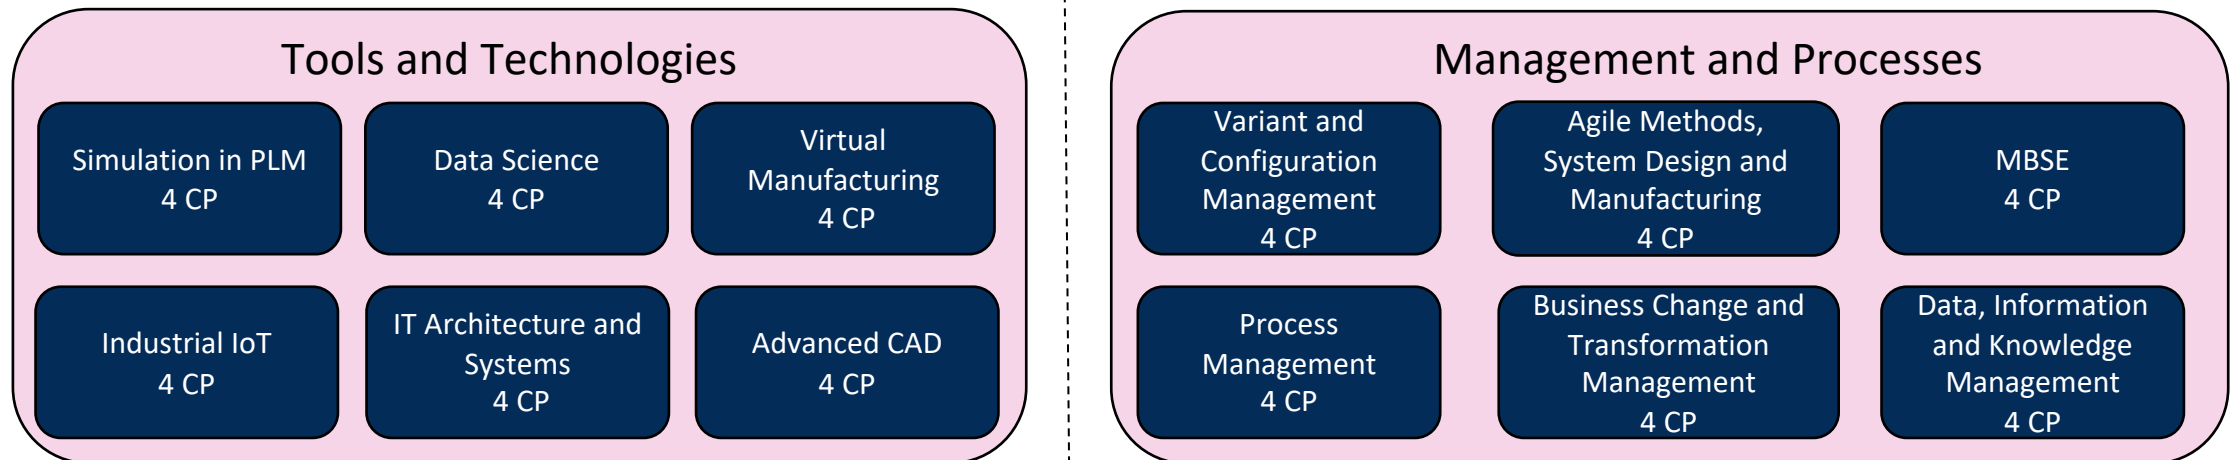 Tools and Technologies
Simulation in PLM
4 CP
Data Science
4 CP
Virtual
Manufacturing
4 CP
Industrial IoT
4 CP
IT Architecture and
Systems
4 CP
Advanced CAD
4 CP
Management and Processes
Variant and
Configuration
Management
4 CP
Agile Methods,
System Design and
Manufacturing
4 CP
MBSE
4 CP
Process
Management
4 CP
Business Change and
Transformation
Management
4 CP
Data, Information
and Knowledge
Management
4 CP